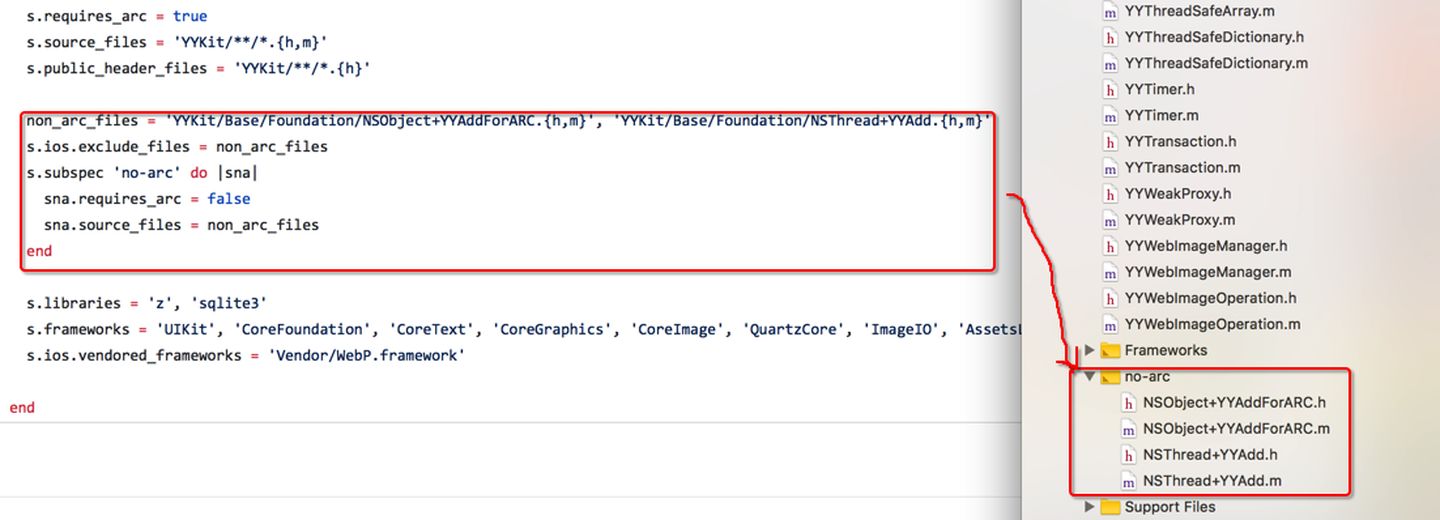 s.requires_arc = true
s.source_files = 'YYKit/**/*.{h,m}'
s.public_header_files = 'YYKit/**/*.{h}'
non_arc_files = 'YYKit/Base/Foundation/NSObject+YYAddForARC.{h,m}', 'YYKit/Base/Foundation/NSThread+YYAdd.{h,m}'
s.ios.exclude_files = non_arc_files
s.subspec 'no-arc' do |sna|
sna.requires_arc = false
sna.source_files = non_arc_files
end
s.libraries = 'z', 'sqlite3'
s.frameworks = 'UIKit', 'CoreFoundation', 'CoreText', 'CoreGraphics', 'CoreImage', 'QuartzCore', 'ImageIO', 'AssetsL
s.ios.vendored_frameworks = 'Vendor/WebP.framework'
end
m YYThreadSafeArray.m
h YYThreadSafeDictionary.h
m YYThreadSafeDictionary.m
h YYTimer.h
m YYTimer.m
h YYTransaction.h
m YYTransaction.m
h YYWeakProxy.h
m YYWeakProxy.m
h YYWebImageManager.h
m YYWebImageManager.m
h YYWebImageOperation.h
m YYWebImageOperation.m
Frameworks
no-arc
h NSObject+YYAddForARC.h
m NSObject+YYAddForARC.m
h NSThread+YYAdd.h
m NSThread+YYAdd.m
Support Files